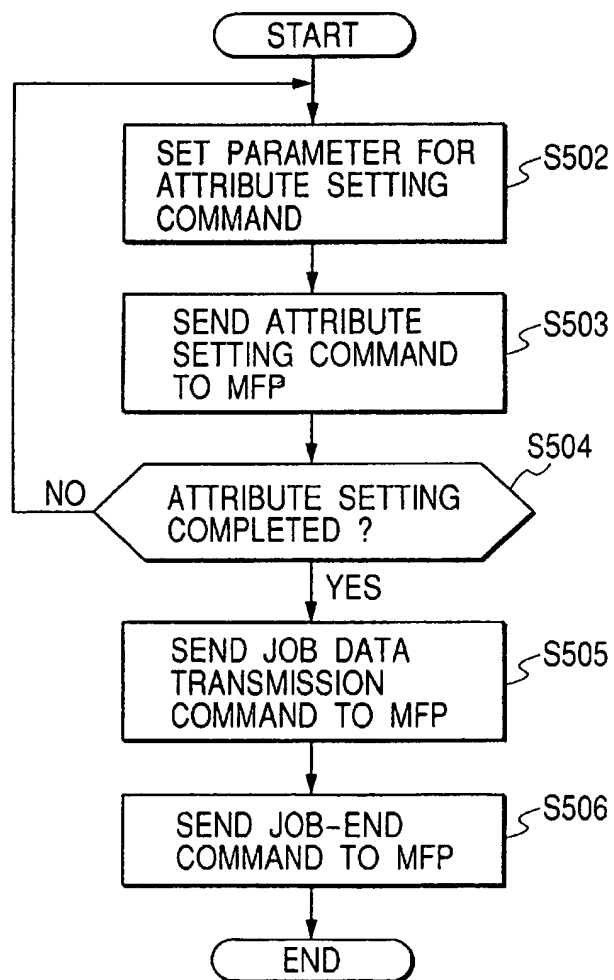 START
SET PARAMETER FOR
ATTRIBUTE SETTING
COMMAND
S502
SEND ATTRIBUTE
SETTING COMMAND
TO MFP
S503
S504
ATTRIBUTE SETTING
COMPLETED ?
NO
YES
SEND JOB DATA
TRANSMISSION
COMMAND TO MFP
S505
SEND JOB-END
COMMAND TO MFP
S506
END